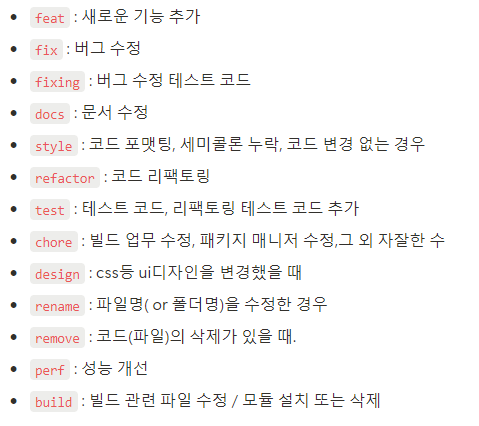 feat : 새로운 기능 추가
fix : 버그 수정
fixing : 버그 수정 테스트 코드
docs : 문서 수정
style : 코드 포맷팅, 세미콜론 누락, 코드 변경 없는 경우
refactor : 코드 리팩토링
test : 테스트 코드, 리팩토링 테스트 코드 추가
chore : 빌드 업무 수정, 패키지 매니저 수정,그 외 자잘한 수
design : css등 ui디자인을 변경했을 때
rename : 파일명( or 폴더명)을 수정한 경우
remove : 코드(파일)의 삭제가 있을 때.
perf : 성능 개선
build : 빌드 관련 파일 수정 / 모듈 설치 또는 삭제